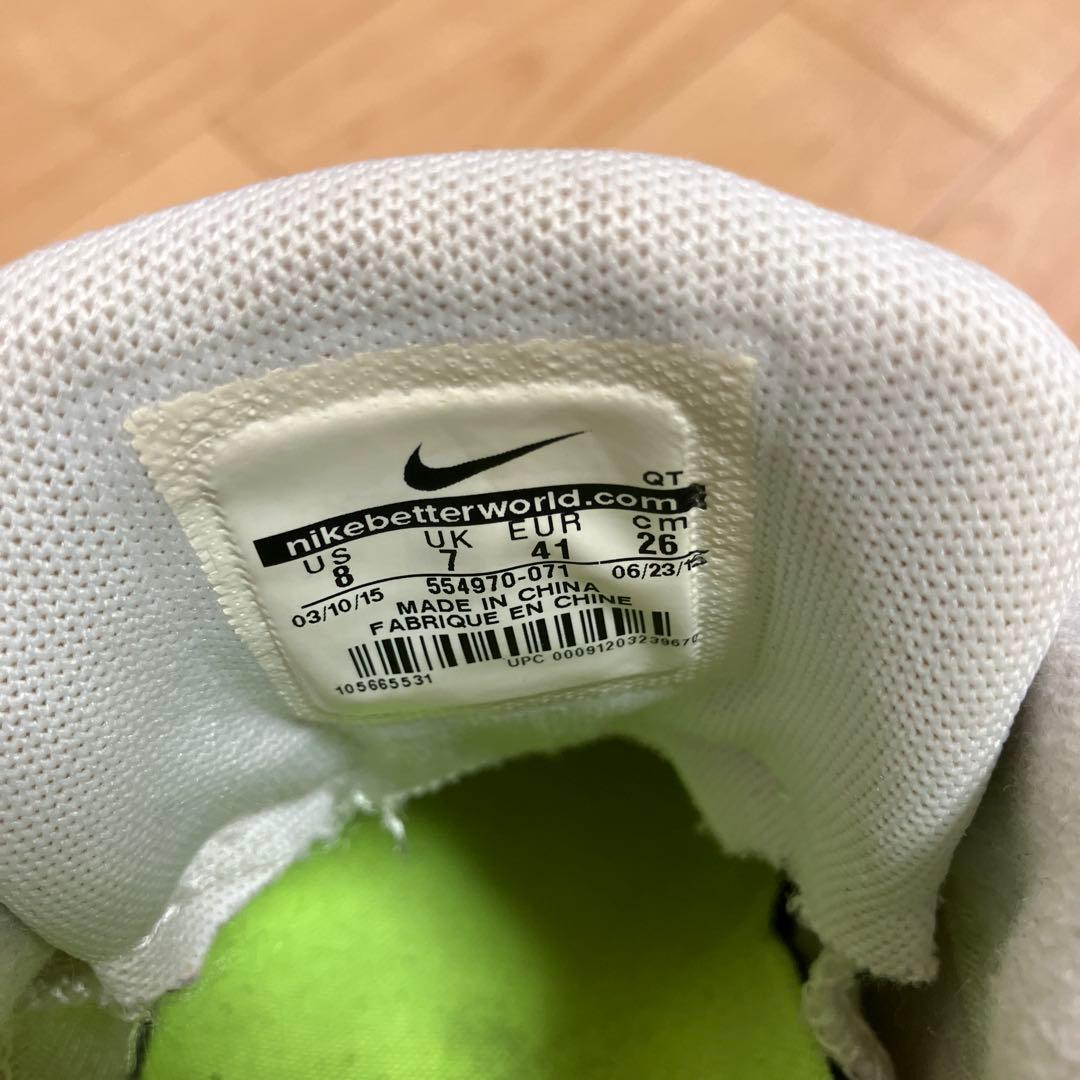 QT
nikebetterworld.com
US UK EUR cm
8 7 41 26
03/10/15 554970-071 06/23/15
MADE IN CHINA
FABRIQUE EN CHINE
105665531 UPC 00091203239670